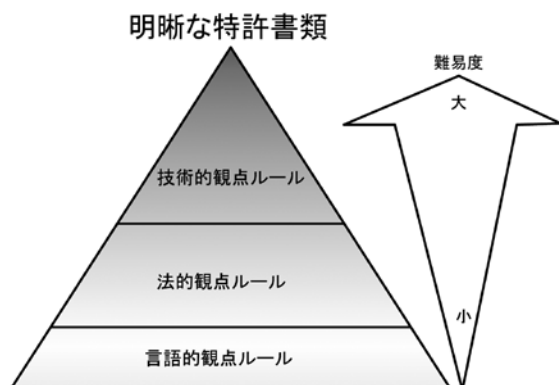 明晰な特許書類
難易度
大
技術的観点ルール
法的観点ルール
小
言語的観点ルール